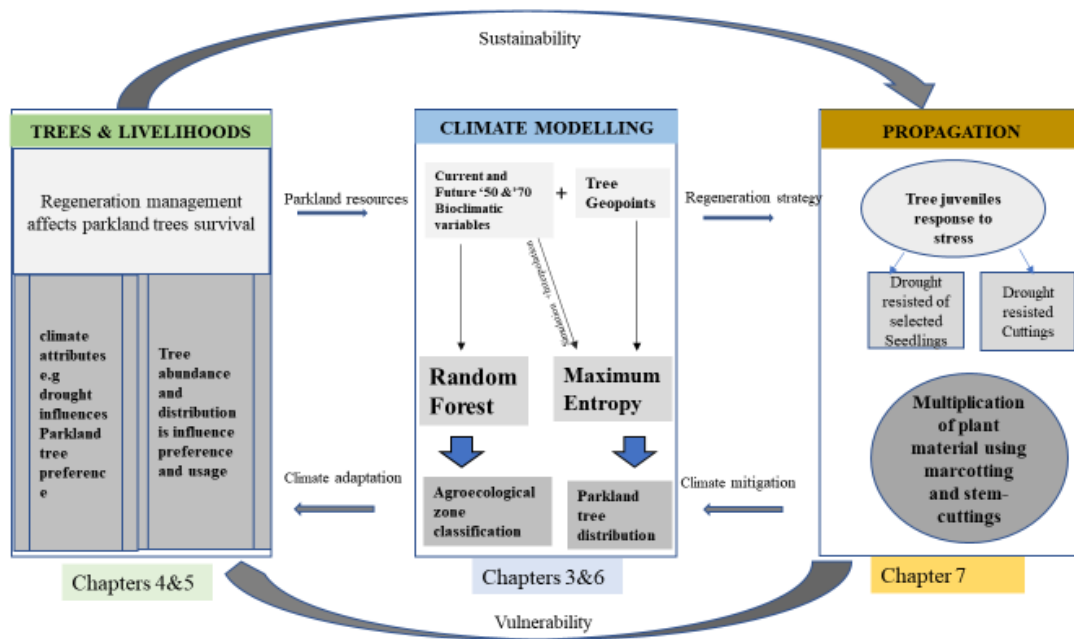 Sustainability
TREES & LIVELIHOODS
Regeneration management
affects parkland trees survival
climate
attributes
e.g
drought
influences
Parkland
tree
preferenc
e
Tree
abundance
and
distribution
is influence
preference
and usage
Chapters 4&5
Parkland resources
Climate adaptation
CLIMATE MODELLING
Current and
Future ‘50 &’70
Bioclimatic
variables
+
Tree
Geopoints
Simulation +Interpolation
Random
Forest
Maximum
Entropy
Agroecological
zone
classification
Parkland
tree
distribution
Chapters 3&6
Regeneration strategy
Climate mitigation
PROPAGATION
Tree juveniles
response to
stress
Drought
resisted of
selected
Seedlings
Drought
resisted
Cuttings
Multiplication
of plant
material using
marcotting
and stem-
cuttings
Chapter 7
Vulnerability